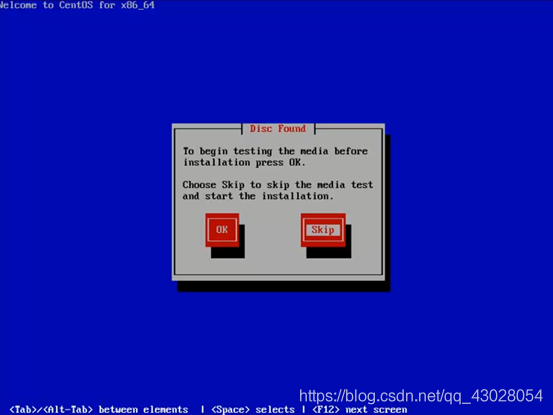 Welcome to CentOS for x86_64
Disc Found
To begin testing the media before
installation press OK.
Choose Skip to skip the media test
and start the installation.
OK Skip
https://blog.csdn.net/qq_43028054
<Tab>/<Alt-Tab> between elements | <Space> selects | <F12> next screen